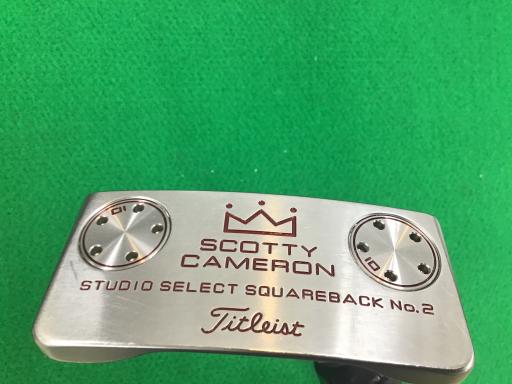 10
SCOTTY
CAMERON
10
STUDIO SELECT SQUAREBACK No.2
Titleist